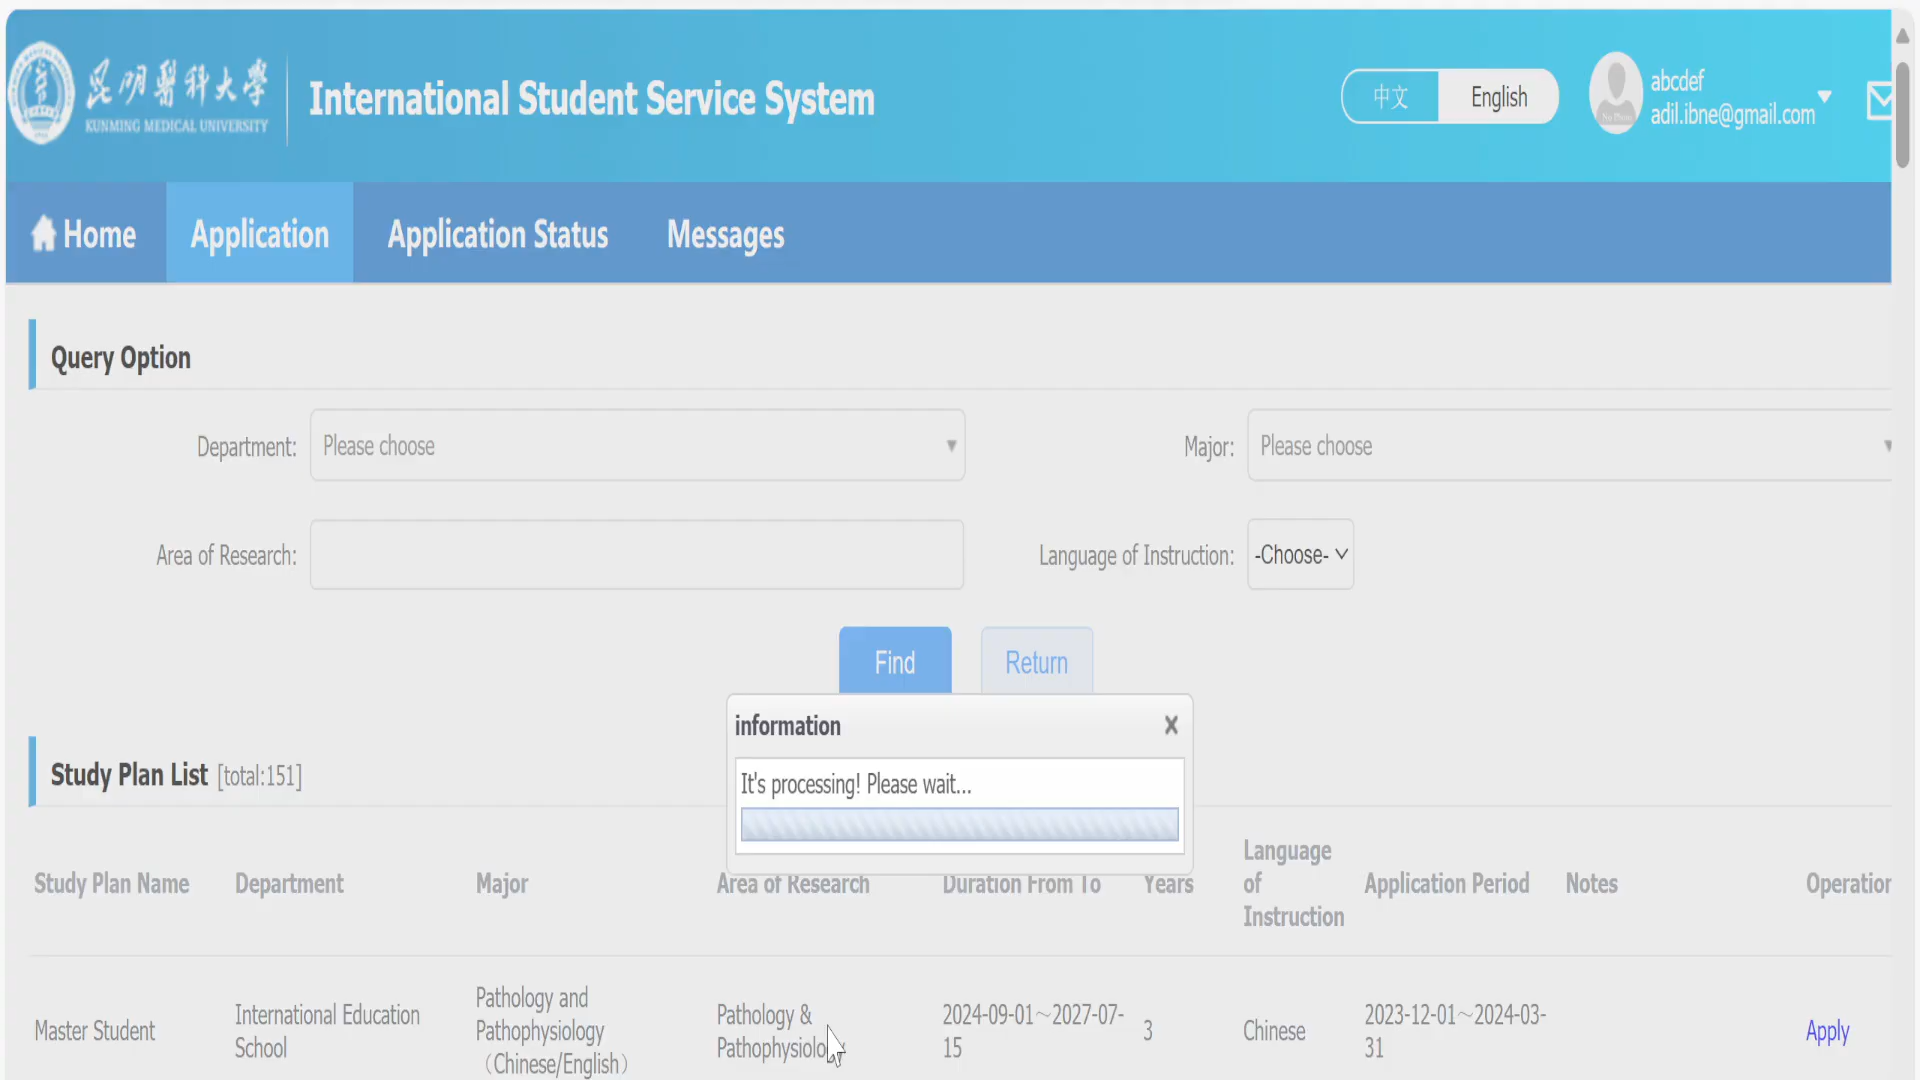 昆明醫科大學
KUNMING MEDICAL UNIVERSITY
International Student Service System
中文
English
abcdef
adil.ibne@gmail.com
Home
Application
Application Status
Messages
Query Option
Department:
Please choose
Major:
Please choose
Area of Research:
Language of Instruction:
-Choose-
Find
Return
information
It's processing! Please wait...
Study Plan List [total:151]
Study Plan Name
Department
Major
Area of Research
Duration From To
Years
Language
of
Instruction
Application Period
Notes
Operation
Master Student
International Education
School
Pathology and
Pathophysiology
（Chinese/English）
Pathology &
Pathophysiology
2024-09-01～2027-07-
15
3
Chinese
2023-12-01～2024-03-
31
Apply